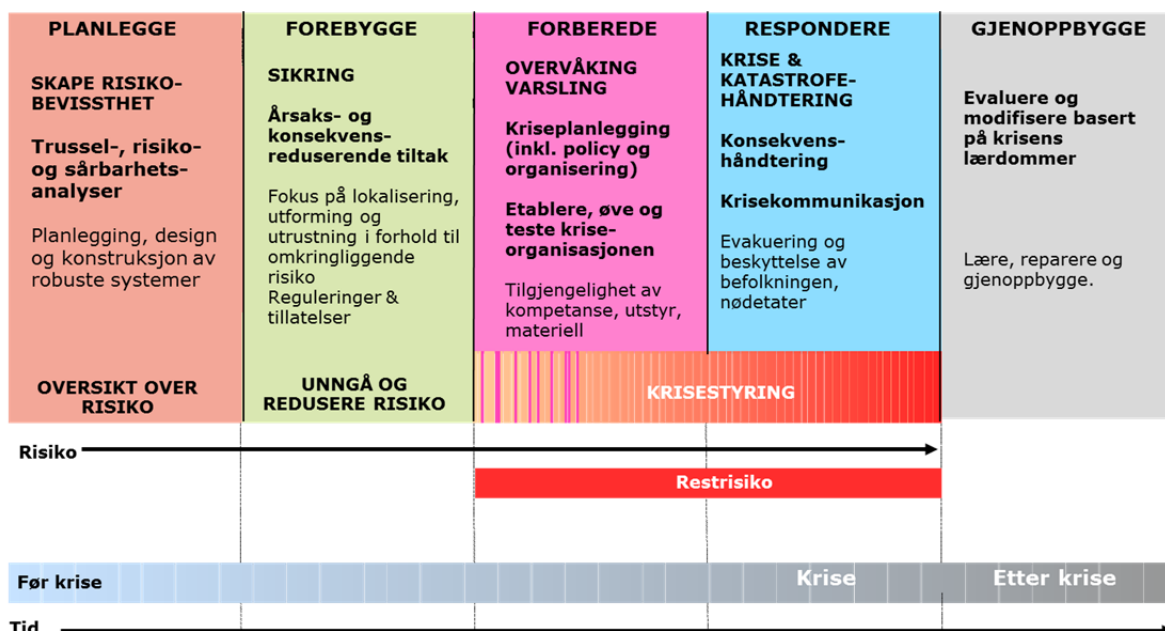 PLANLEGGE
SKAPE RISIKO-
BEVISSTHET
Trussel-, risiko-
og sårbarhets-
analyser
Planlegging, design
og konstruksjon av
robuste systemer
OVERSIKT OVER
RISIKO
FOREBYGGE
SIKRING
Årsaks- og
konsekvens-
reduserende tiltak
Fokus på lokalisering,
utforming og
utrustning i forhold til
omkringliggende
risiko
Reguleringer &
tillatelser
UNNGÅ OG
REDUSERE RISIKO
FORBEREDE
OVERVÅKING
VARSLING
Kriseplanlegging
(inkl. policy og
organisering)
Etablere, øve og
teste krise-
organisasjonen
Tilgjengelighet av
kompetanse, utstyr,
materiell
RESPONDERE
KRISE &
KATASTROFE-
HÅNDTERING
Konsekvens-
håndtering
Krisekommunikasjon
Evakuering og
beskyttelse av
befolkningen,
nødetater
KRISESTYRING
GJENOPPBYGGE
Evaluere og
modifisere basert
på krisens
lærdommer
Lære, reparere og
gjenoppbygge.
Risiko
Restrisiko
Før krise
Krise
Etter krise
Tid